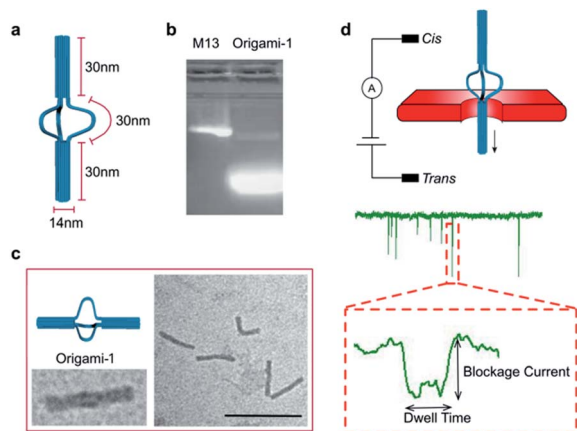 a
30nm
30nm
30nm
14nm
b
M13 Origami-1
c
Origami-1
d
Cis
A
Trans
Blockage Current
Dwell Time